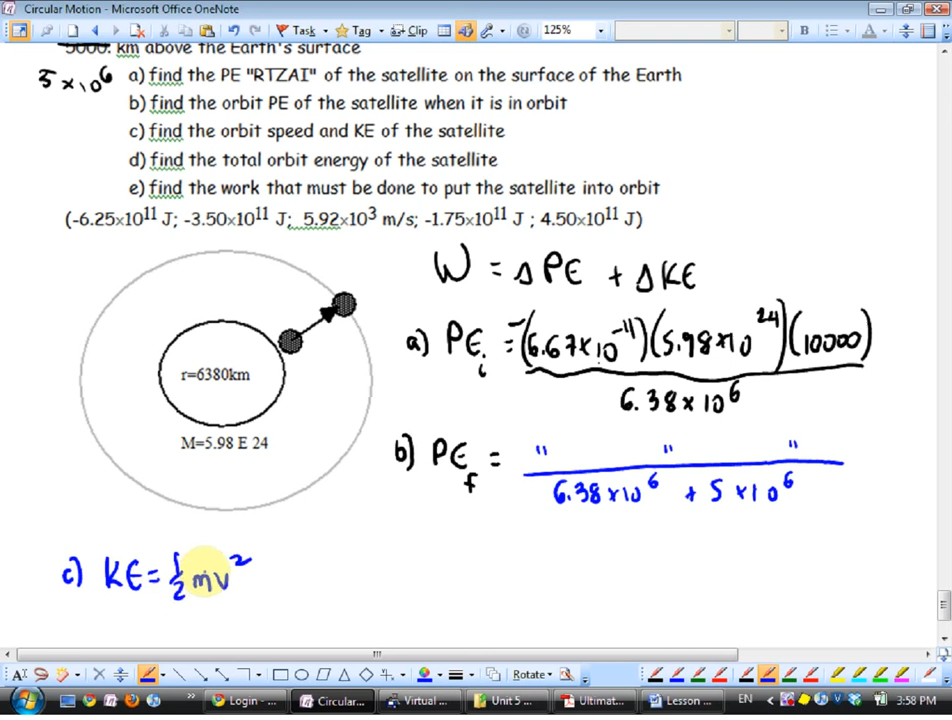 Circular Motion - Microsoft Office OneNote
Task
Tag
Clip
125%
B
5000. km above the Earth's surface
5 × 10⁶
a) find the PE "RTZAI" of the satellite on the surface of the Earth
b) find the orbit PE of the satellite when it is in orbit
c) find the orbit speed and KE of the satellite
d) find the total orbit energy of the satellite
e) find the work that must be done to put the satellite into orbit
(-6.25x10¹¹ J; -3.50x10¹¹ J; 5.92x10³ m/s; -1.75x10¹¹ J ; 4.50x10¹¹ J)
W = Δ PE + Δ KE
a) PEᵢ = -(6.67×10⁻¹¹)(5.98×10²⁴)(10000)
6.38×10⁶
r=6380km
M=5.98 E 24
b) PE_f = " " "
6.38×10⁶ + 5×10⁶
c) KE = ½ mv²
Rotate
Login - ...
Circular...
Virtual ...
Unit 5 ...
Ultimat...
Lesson ...
EN
3:58 PM